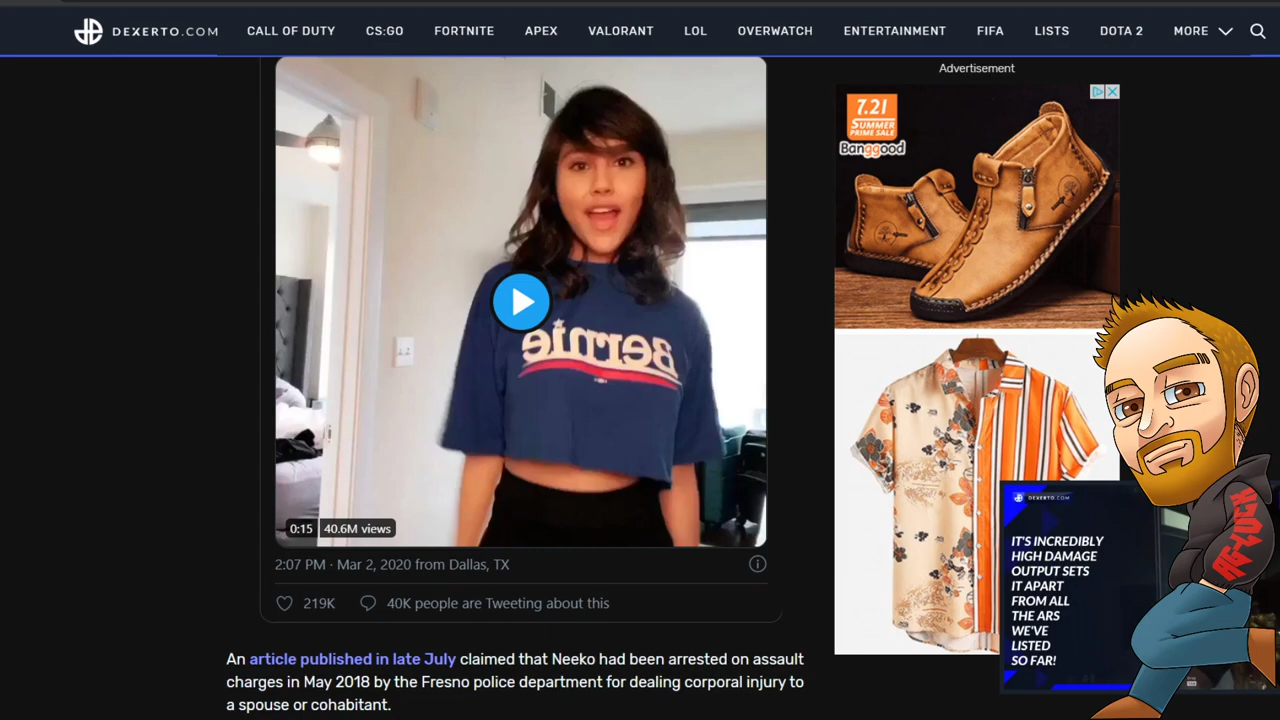 DEXERTO.COM CALL OF DUTY CS:GO FORTNITE APEX VALORANT LOL OVERWATCH ENTERTAINMENT FIFA LISTS DOTA 2 MORE
Advertisement
7.21
SUMMER
PRIME SALE
Banggood
Bernie
0:15 40.6M views
2:07 PM · Mar 2, 2020 from Dallas, TX
219K 40K people are Tweeting about this
An article published in late July claimed that Neeko had been arrested on assault
charges in May 2018 by the Fresno police department for dealing corporal injury to
a spouse or cohabitant.
DEXERTO.COM
IT'S INCREDIBLY
HIGH DAMAGE
OUTPUT SETS
IT APART
FROM ALL
THE ARS
WE'VE
LISTED
SO FAR!